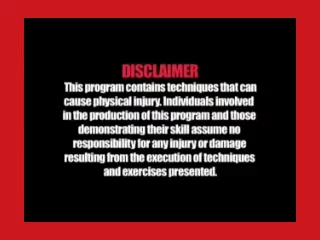 DISCLAIMER
This program contains techniques that can
cause physical injury. Individuals involved
in the production of this program and those
demonstrating their skill assume no
responsibility for any injury or damage
resulting from the execution of techniques
and exercises presented.